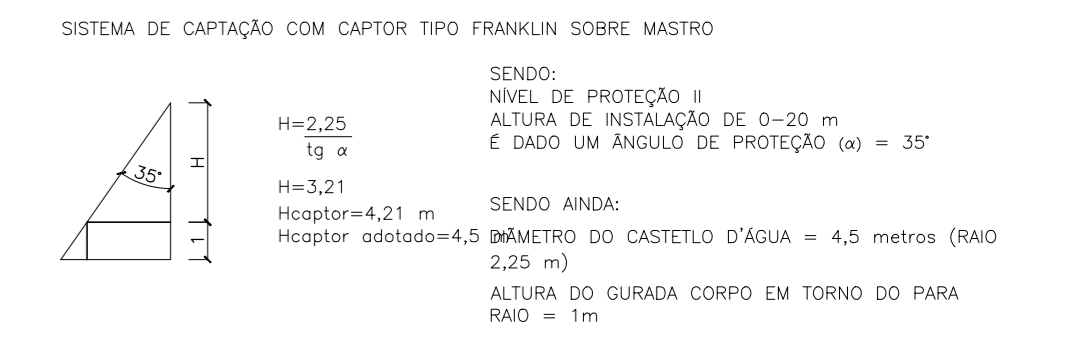 SISTEMA DE CAPTAÇÃO COM CAPTOR TIPO FRANKLIN SOBRE MASTRO
35°
H
1
H=2,25
tg α
H=3,21
Hcaptor=4,21 m
Hcaptor adotado=4,5 m
SENDO:
NÍVEL DE PROTEÇÃO II
ALTURA DE INSTALAÇÃO DE 0-20 m
É DADO UM ÂNGULO DE PROTEÇÃO (α) = 35°
SENDO AINDA:
DIÂMETRO DO CASTETLO D'ÁGUA = 4,5 metros (RAIO
2,25 m)
ALTURA DO GURADA CORPO EM TORNO DO PARA
RAIO = 1m